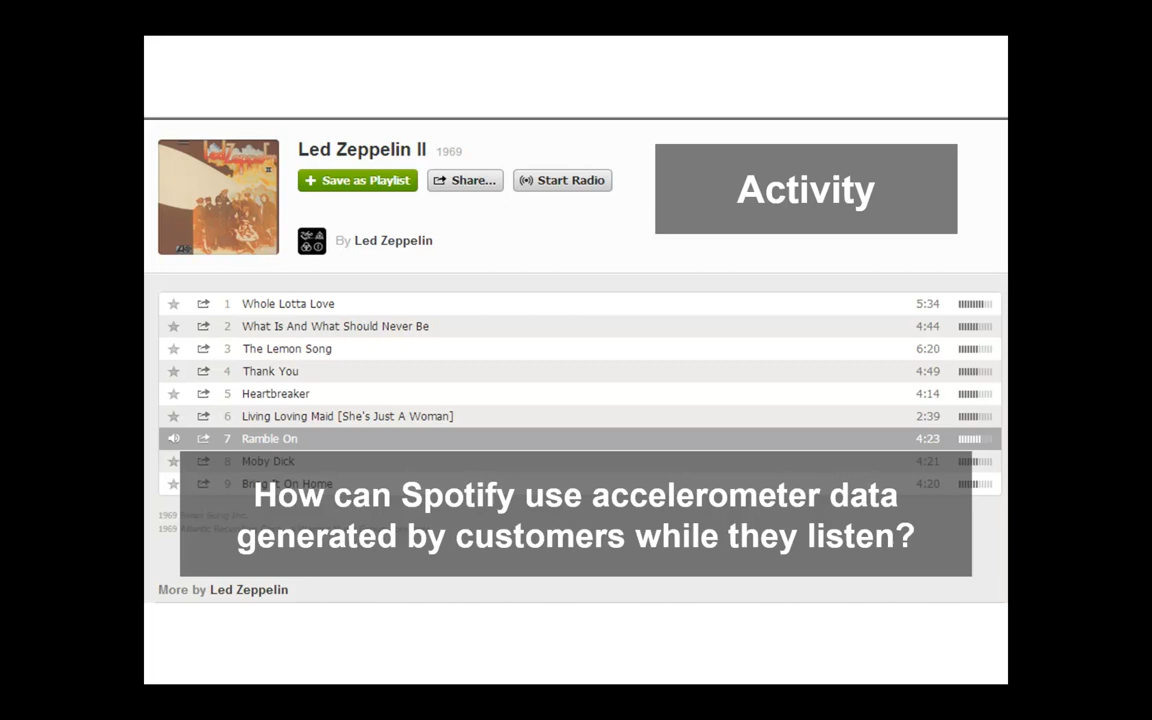 Led Zeppelin II 1969
Activity
+ Save as Playlist Share... Start Radio
By Led Zeppelin
1 Whole Lotta Love 5:34
2 What Is And What Should Never Be 4:44
3 The Lemon Song 6:20
4 Thank You 4:49
5 Heartbreaker 4:14
6 Living Loving Maid [She's Just A Woman] 2:39
7 Ramble On 4:23
8 Moby Dick 4:21
9 Bring It On Home 4:20
How can Spotify use accelerometer data
generated by customers while they listen?
1969
1969 Atlantic
More by Led Zeppelin